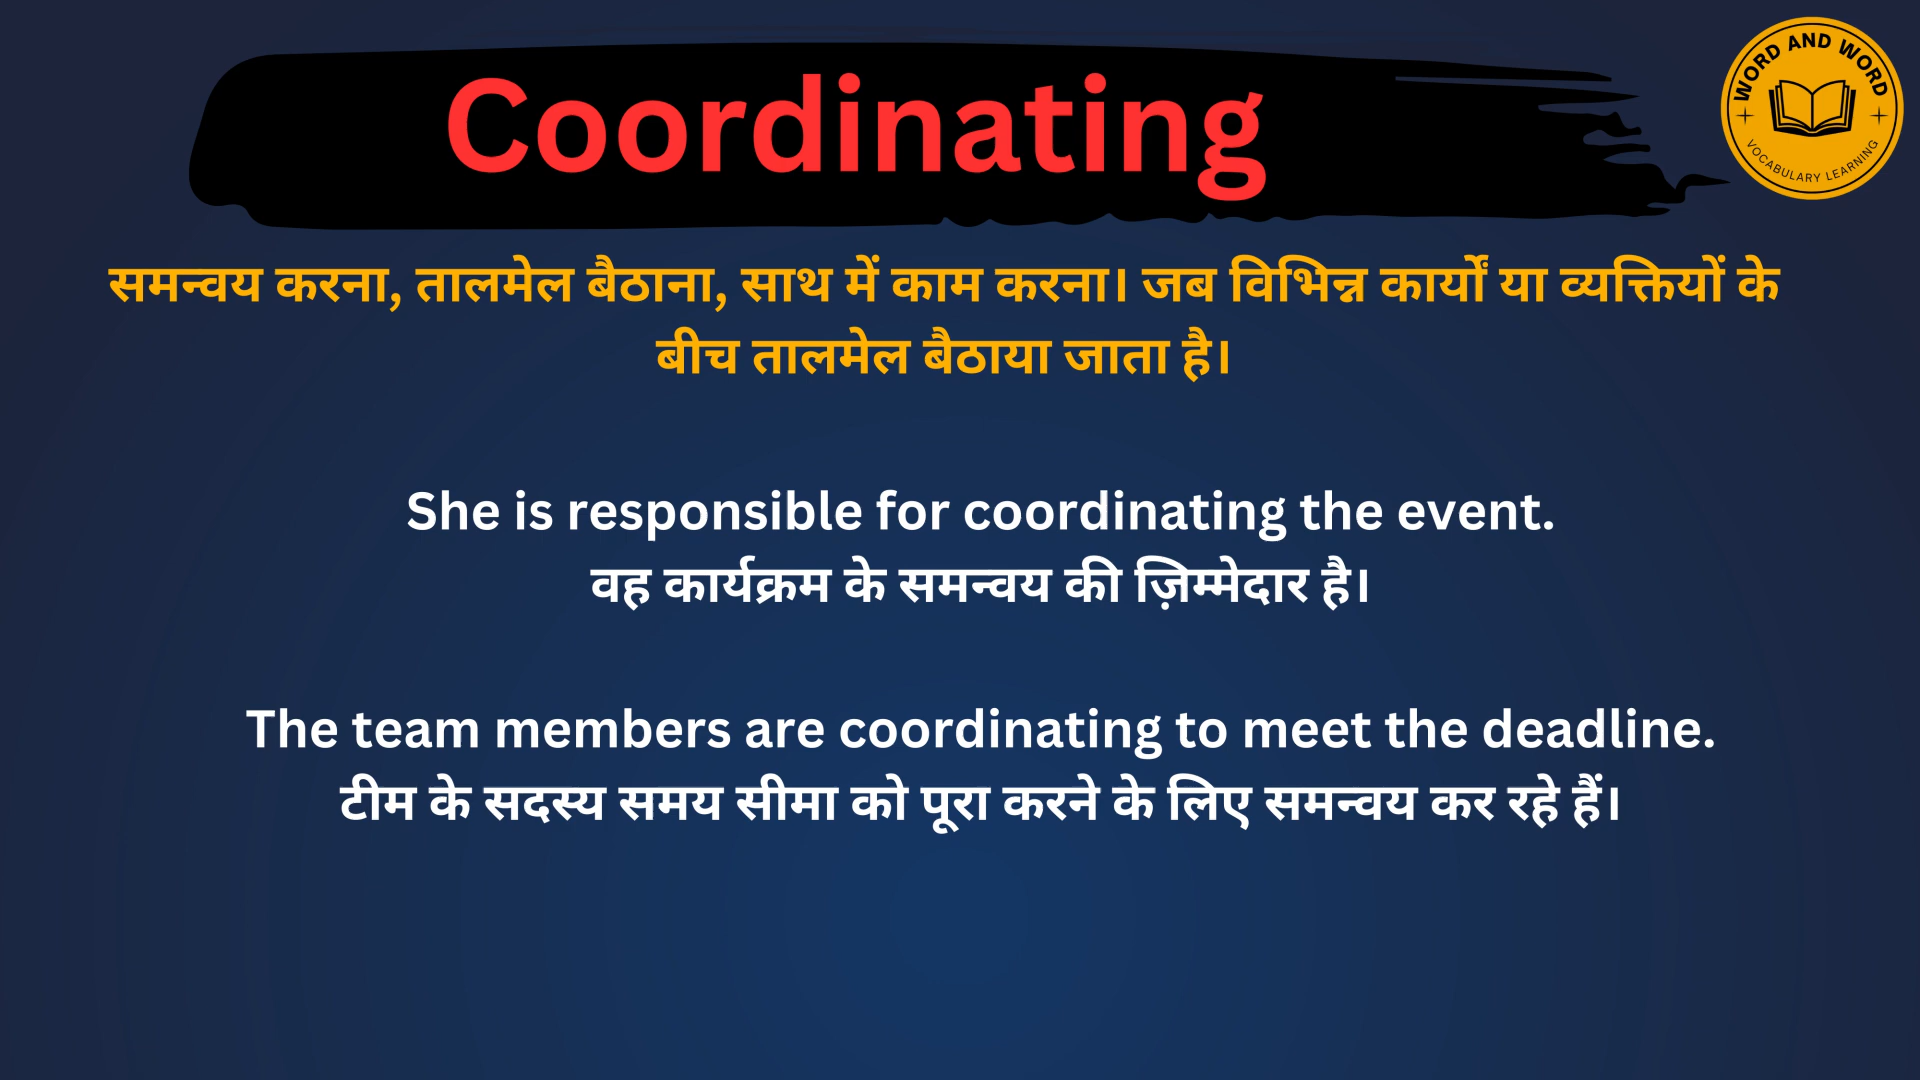 Coordinating
WORD AND WORD
VOCABULARY LEARNING
समन्वय करना, तालमेल बैठाना, साथ में काम करना। जब विभिन्न कार्यों या व्यक्तियों के
बीच तालमेल बैठाया जाता है।
She is responsible for coordinating the event.
वह कार्यक्रम के समन्वय की ज़िम्मेदार है।
The team members are coordinating to meet the deadline.
टीम के सदस्य समय सीमा को पूरा करने के लिए समन्वय कर रहे हैं।